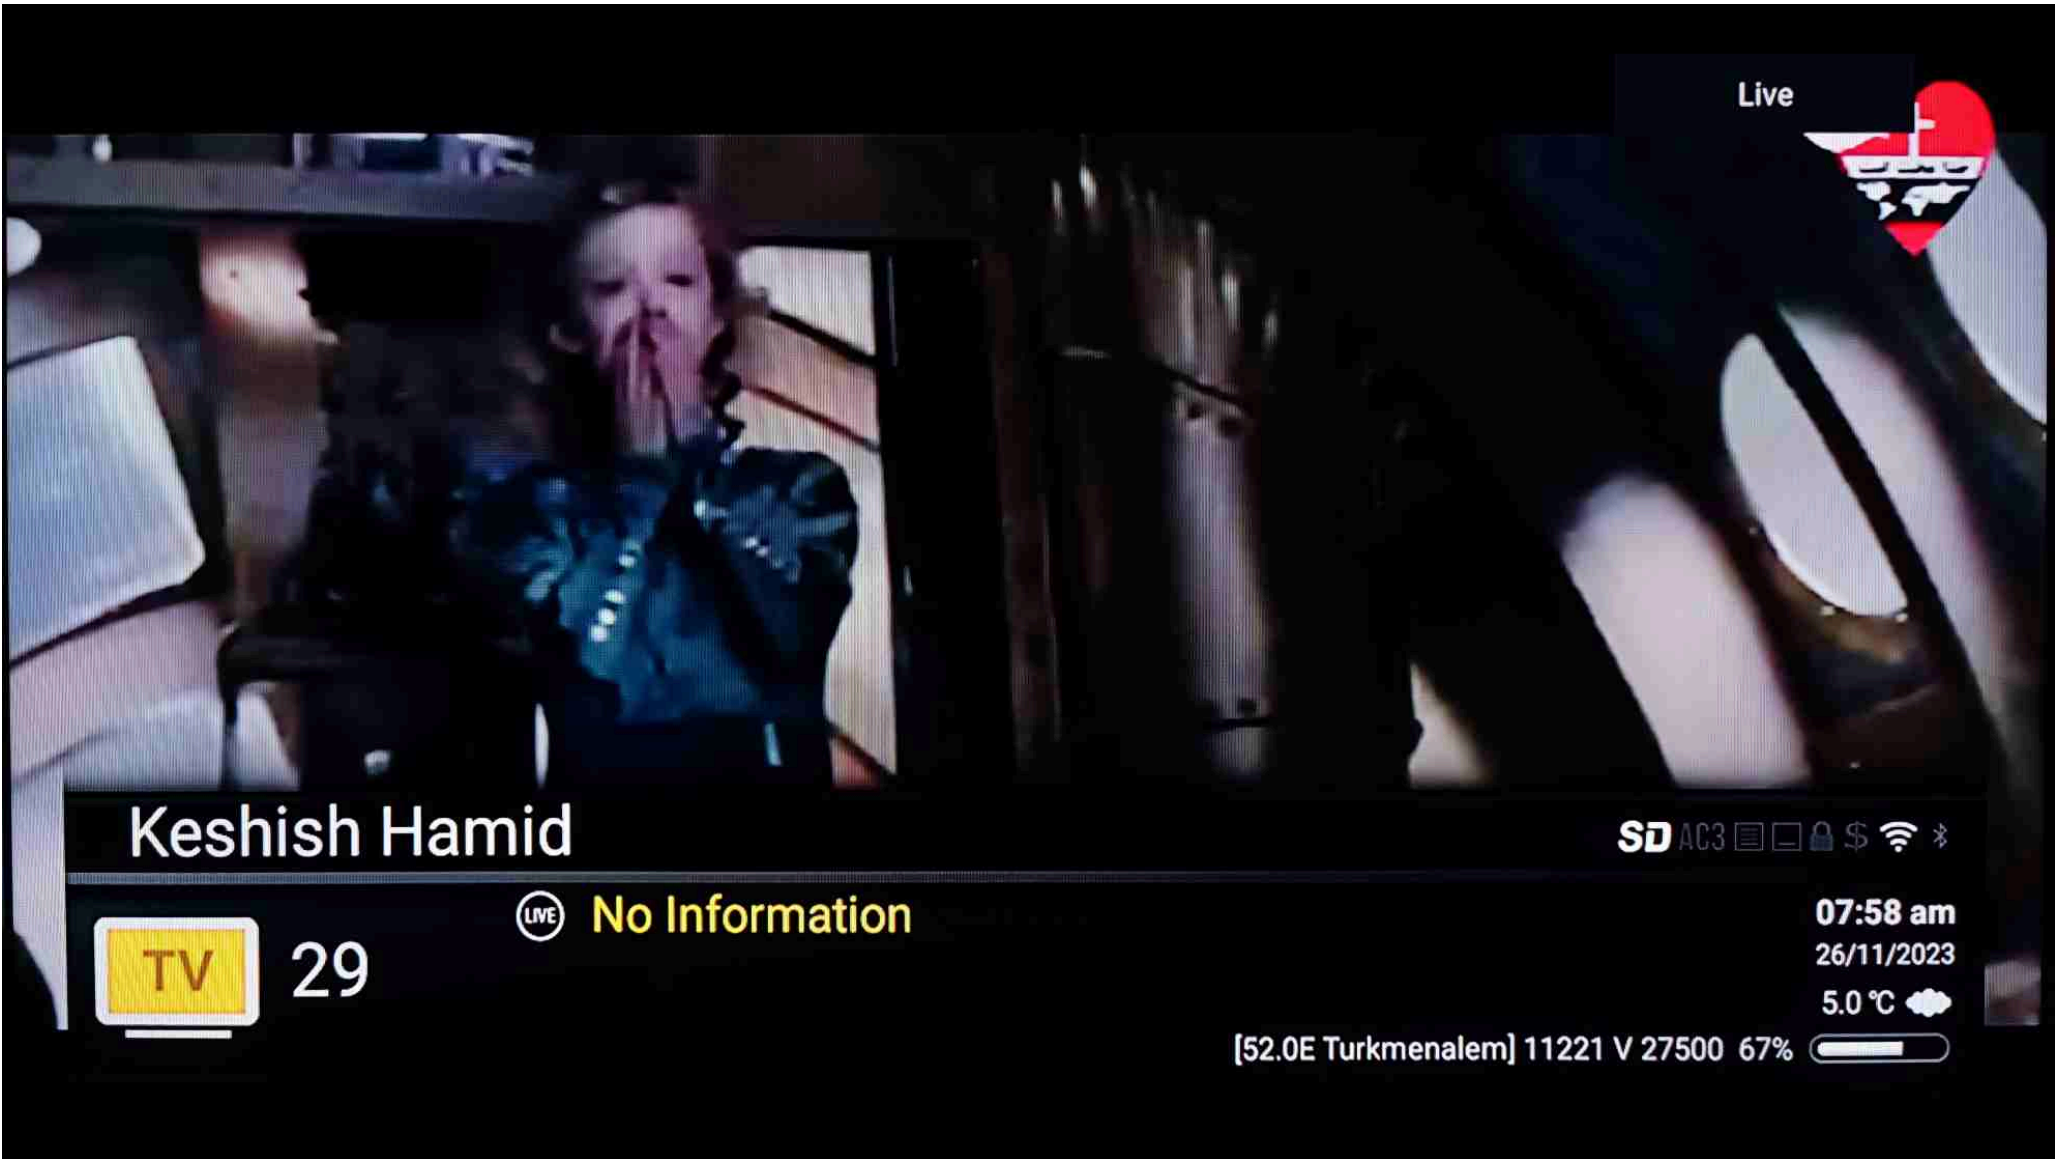 Live
Keshish Hamid
SD AC3 $
LIVE No Information
07:58 am
TV 29
26/11/2023
5.0 °C
[52.0E Turkmenalem] 11221 V 27500 67%